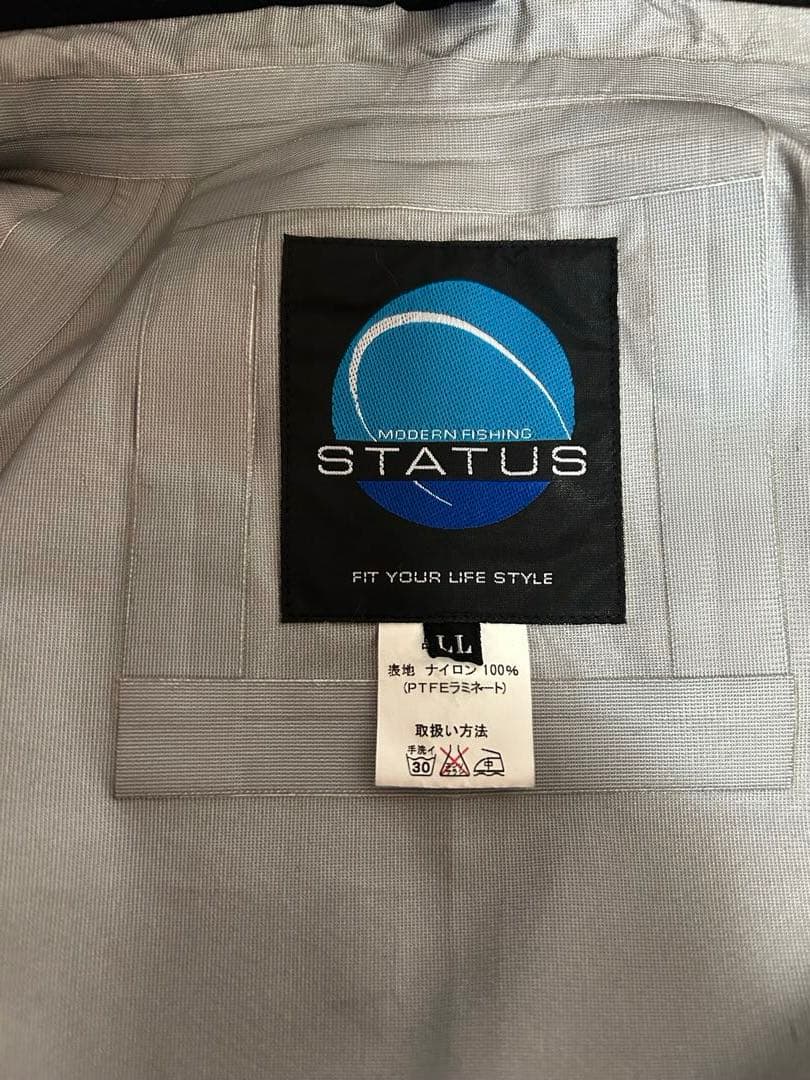 MODERN FISHING
STATUS
FIT YOUR LIFE STYLE
LL
表地 ナイロン 100%
(PTFEラミネート)
取扱い方法
手洗イ
30 中